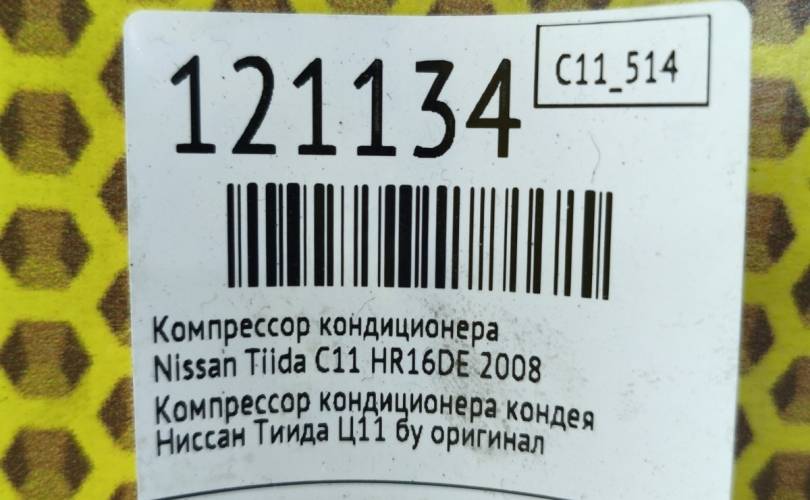 121134
C11_514
Компрессор кондиционера
Nissan Tiida C11 HR16DE 2008
Компрессор кондиционера кондея
Ниссан Тиида Ц11 бу оригинал